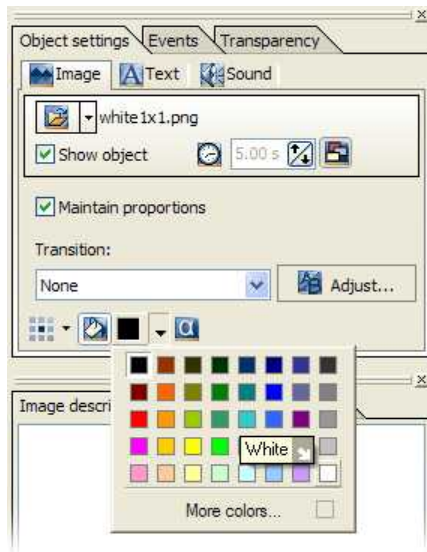 Object settings Events Transparency
Image Text Sound
white1x1.png
Show object 5.00 s
Maintain proportions
Transition:
None Adjust...
Image descri
White
More colors...